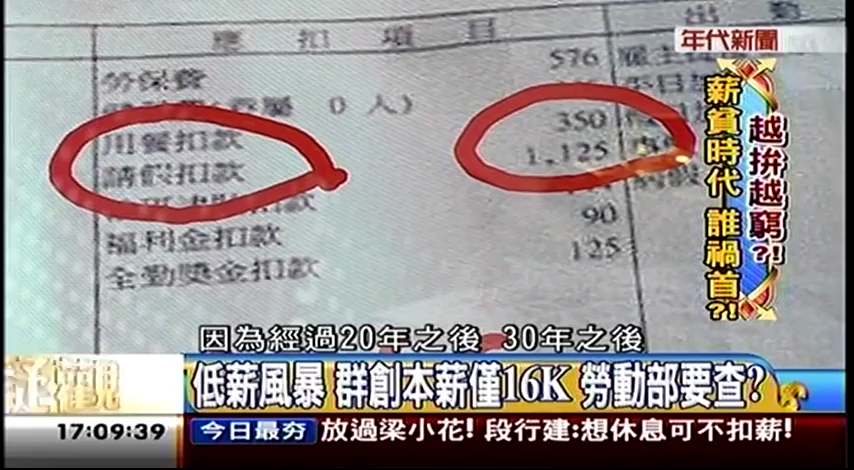 應扣項目
出勤
勞保費 576
0 人)
用餐扣款 350
請假扣款 1,125
福利金扣款 90
全勤獎金扣款 125
年代新聞
越拚越窮?!
薪貧時代 誰禍首?!
因為經過20年之後 30年之後
低薪風暴 群創本薪僅16K 勞動部要查?
17:09:39
今日最夯 放過梁小花! 段行建:想休息可不扣薪!